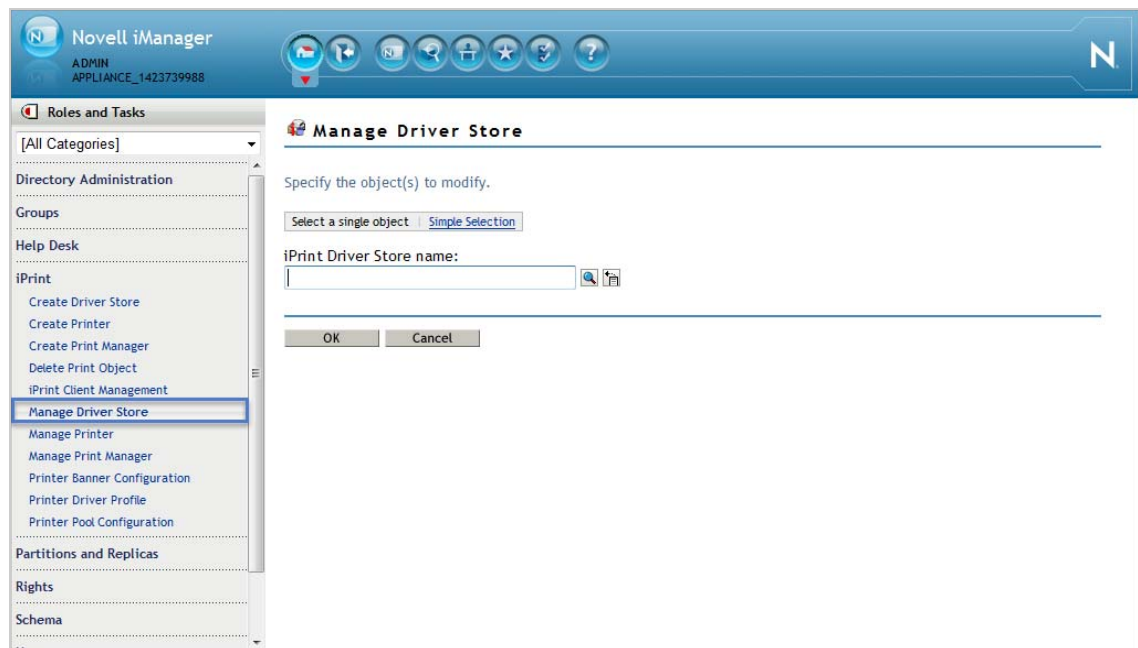 Novell iManager
ADMIN
APPLIANCE_1423739988
N
Roles and Tasks
[All Categories]
Directory Administration
Groups
Help Desk
iPrint
Create Driver Store
Create Printer
Create Print Manager
Delete Print Object
iPrint Client Management
Manage Driver Store
Manage Printer
Manage Print Manager
Printer Banner Configuration
Printer Driver Profile
Printer Pool Configuration
Partitions and Replicas
Rights
Schema
Manage Driver Store
Specify the object(s) to modify.
Select a single object | Simple Selection
iPrint Driver Store name:
OK Cancel